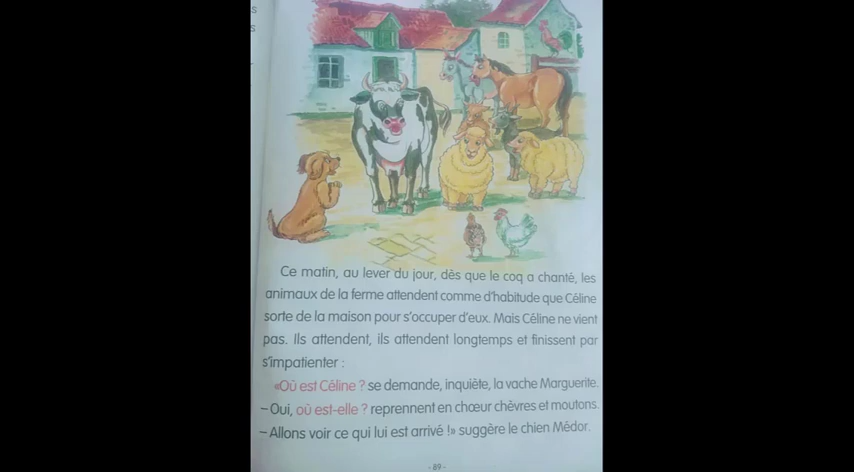 s
s
Ce matin, au lever du jour, dès que le coq a chanté, les
animaux de la ferme attendent comme d'habitude que Céline
sorte de la maison pour s'occuper d'eux. Mais Céline ne vient
pas. Ils attendent, ils attendent longtemps et finissent par
s'impatienter :
«Où est Céline ? se demande, inquiète, la vache Marguerite.
– Oui, où est-elle ? reprennent en chœur chèvres et moutons.
– Allons voir ce qui lui est arrivé !» suggère le chien Médor.
- 89 -